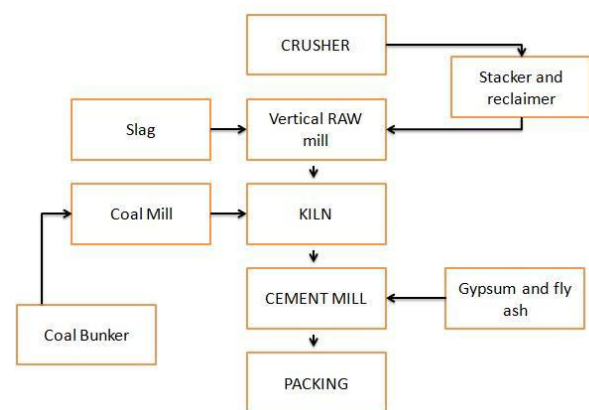 CRUSHER
Stacker and
reclaimer
Slag
Vertical RAW
mill
Coal Mill
KILN
CEMENT MILL
Gypsum and fly
ash
Coal Bunker
PACKING